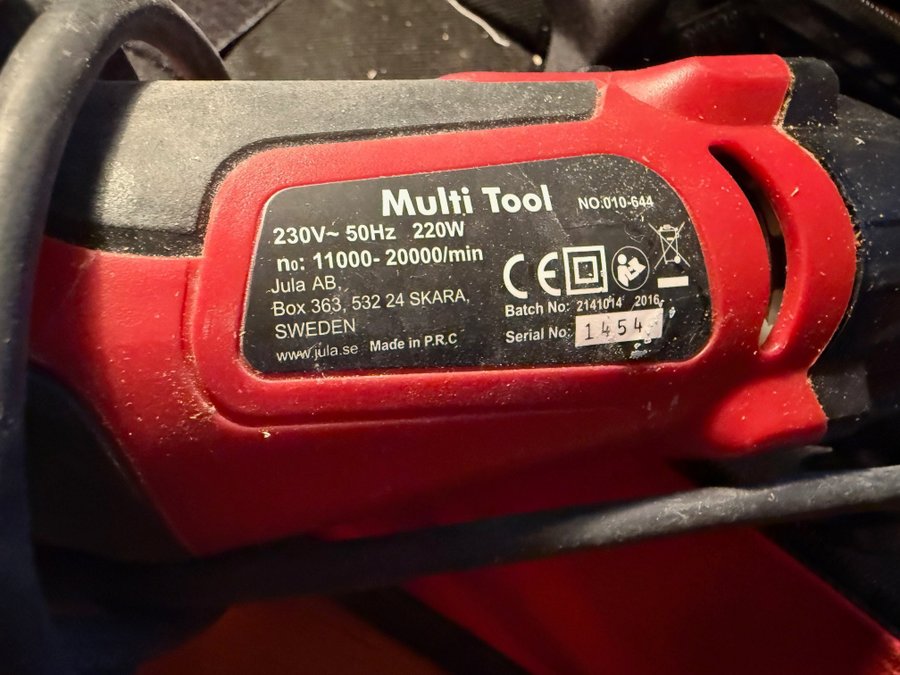 Multi Tool NO.010-644
230V~ 50Hz 220W
n₀: 11000- 20000/min
Jula AB,
Box 363, 532 24 SKARA,
SWEDEN
www.jula.se Made in P.R.C
CE
Batch No: 2141014 2016
Serial No: 1454